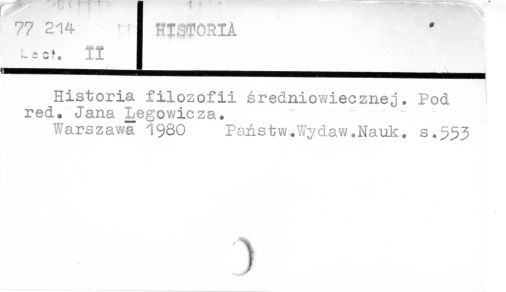 77 214
Lect. II
HISTORIA
Historia filozofii średniowiecznej. Pod
red. Jana Legowicza.
Warszawa 1980 Państw.Wydaw.Nauk. s.553